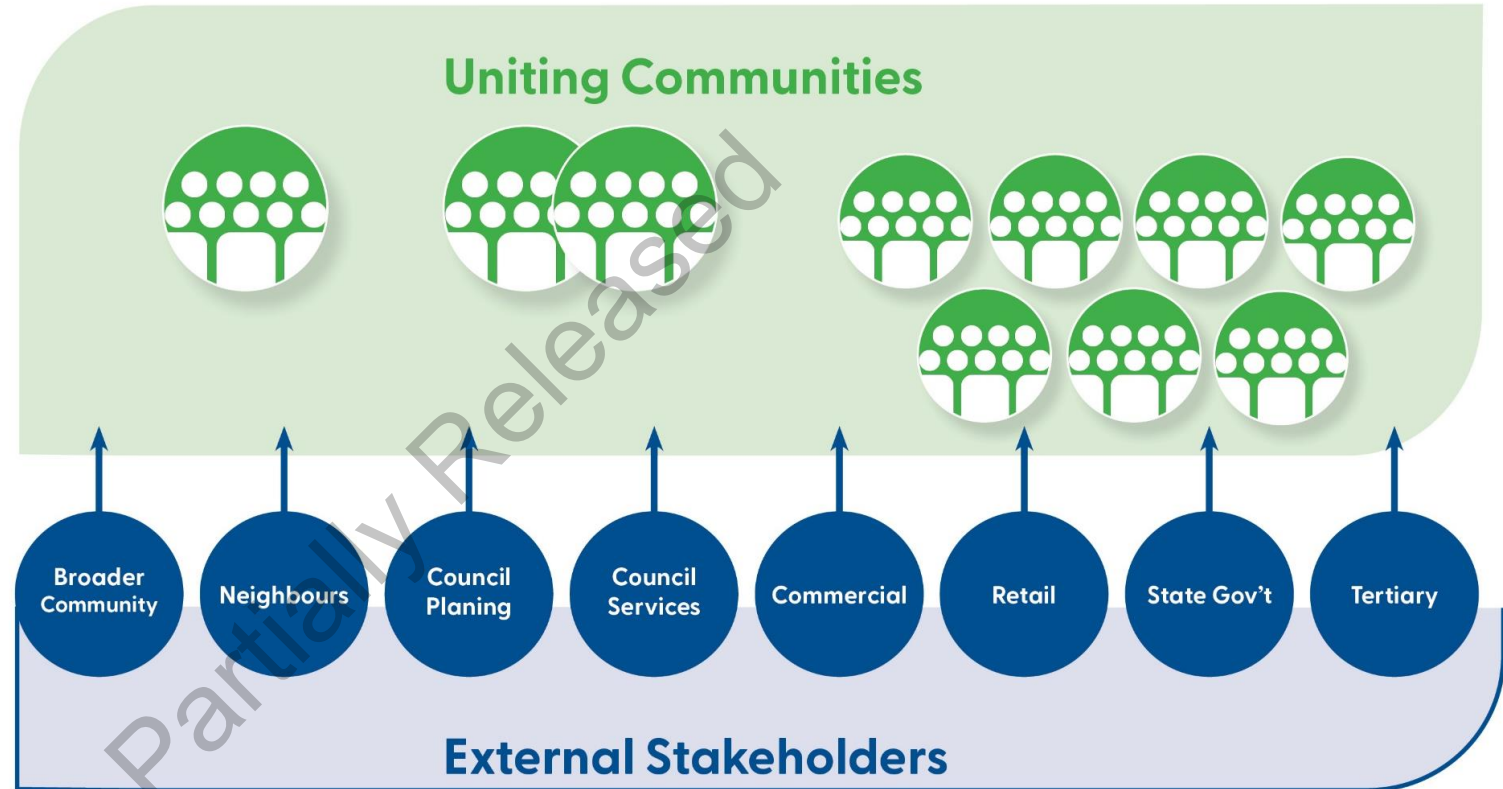 Uniting Communities
Broader
Community
Neighbours
Council
Planing
Council
Services
Commercial
Retail
State Gov't
Tertiary
External Stakeholders
Partially Released